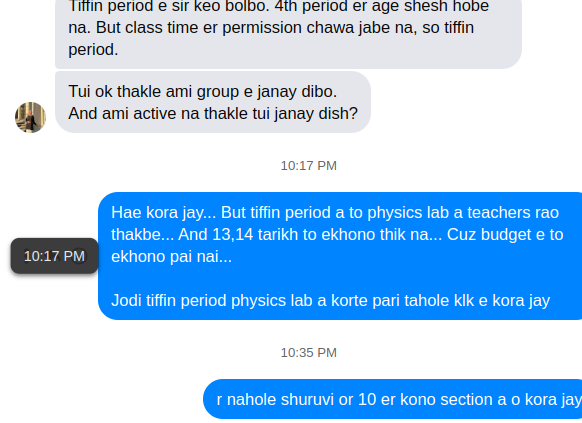 Tiffin period e sir keo bolbo. 4th period er age shesh hobe
na. But class time er permission chawa jabe na, so tiffin
period.
Tui ok thakle ami group e janay dibo.
And ami active na thakle tui janay dish?
10:17 PM
Hae kora jay... But tiffin period a to physics lab a teachers rao
thakbe... And 13,14 tarikh to ekhono thik na... Cuz budget e to
10:17 PM
ekhono pai nai...
Jodi tiffin period physics lab a korte pari tahole klk e kora jay
10:35 PM
r nahole shuruvi or 10 er kono section a o kora jay